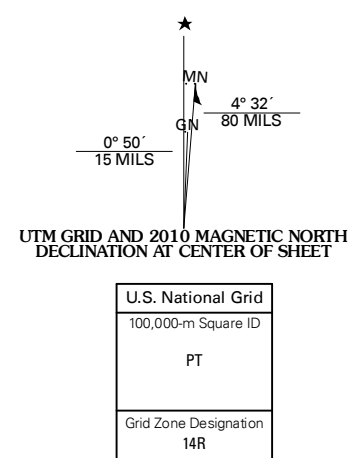 MN
4° 32´
80 MILS
GN
0° 50´
15 MILS
UTM GRID AND 2010 MAGNETIC NORTH
DECLINATION AT CENTER OF SHEET
U.S. National Grid
100,000-m Square ID
PT
Grid Zone Designation
14R